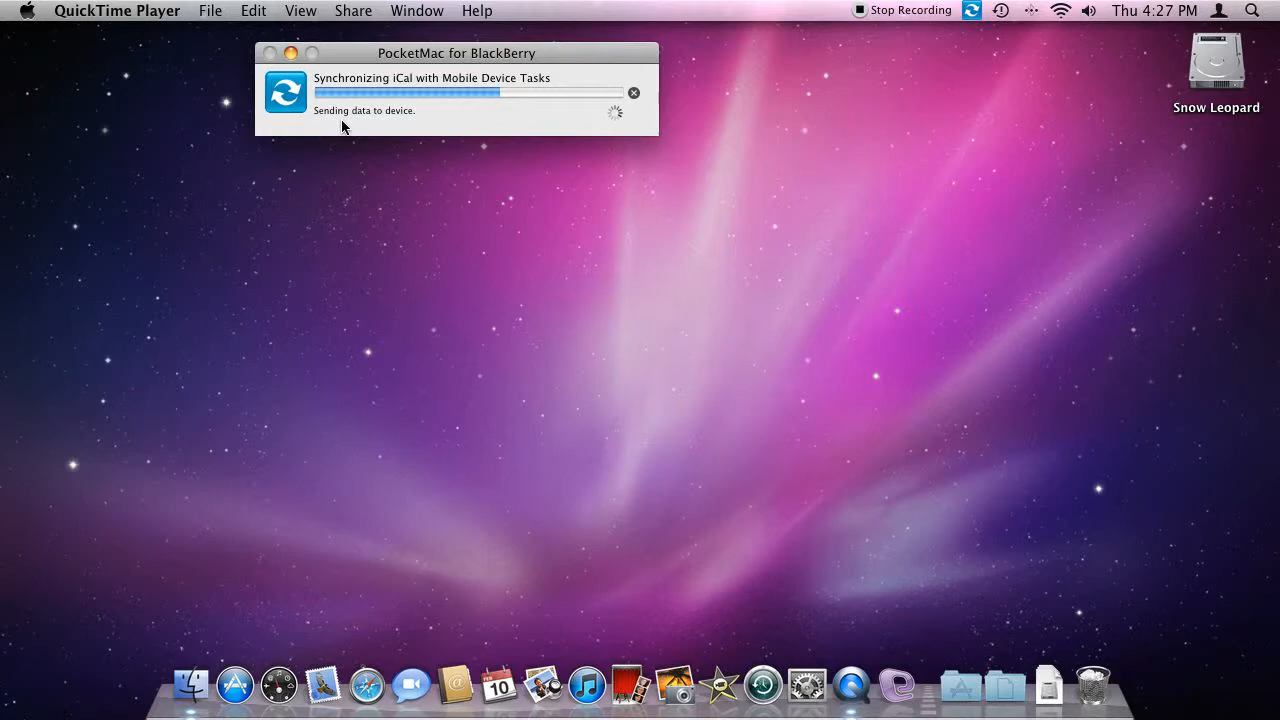 QuickTime Player File Edit View Share Window Help Stop Recording Thu 4:27 PM
PocketMac for BlackBerry
Synchronizing iCal with Mobile Device Tasks
Sending data to device.
Snow Leopard
FEB
10